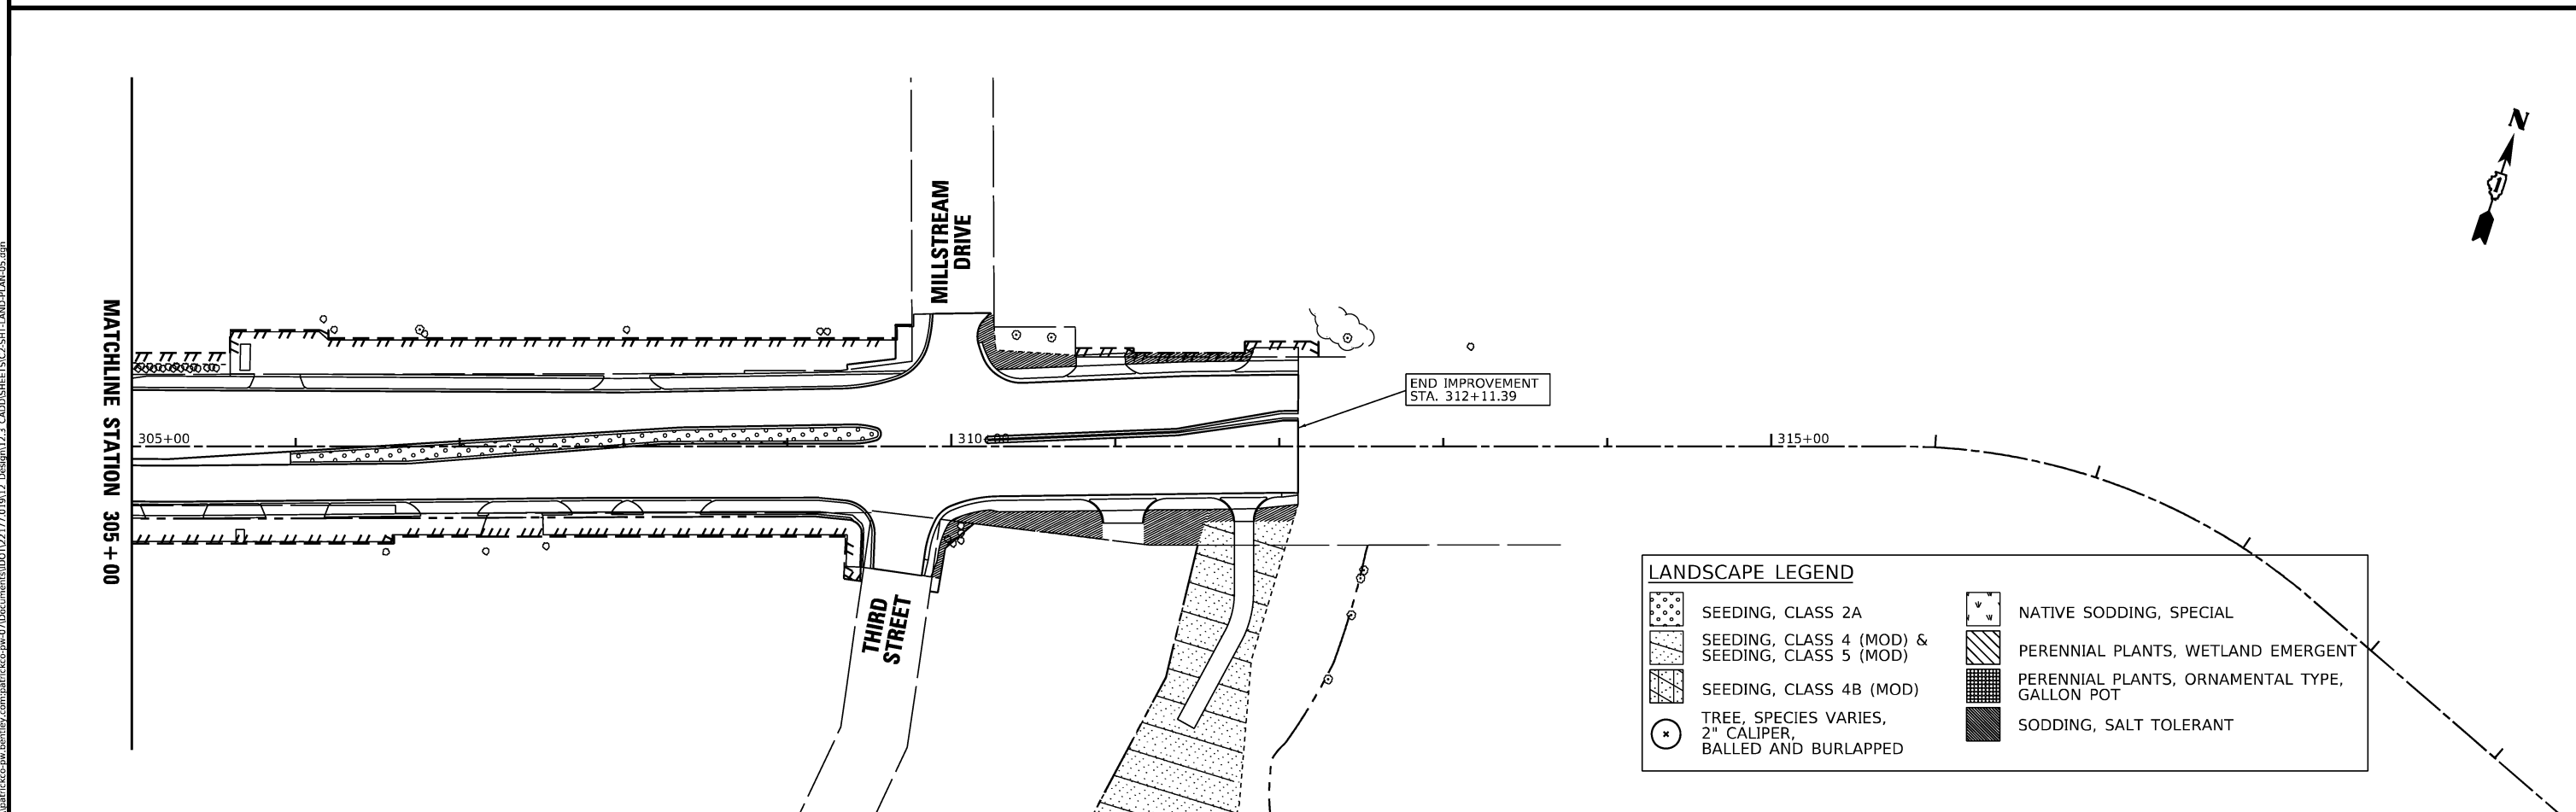 N
MILLSTREAM
DRIVE
MATCHLINE STATION 305+00
END IMPROVEMENT
STA. 312+11.39
305+00
310+00
315+00
THIRD
STREET
LANDSCAPE LEGEND
SEEDING, CLASS 2A
SEEDING, CLASS 4 (MOD) &
SEEDING, CLASS 5 (MOD)
SEEDING, CLASS 4B (MOD)
TREE, SPECIES VARIES,
2" CALIPER,
BALLED AND BURLAPPED
NATIVE SODDING, SPECIAL
PERENNIAL PLANTS, WETLAND EMERGENT
PERENNIAL PLANTS, ORNAMENTAL TYPE,
GALLON POT
SODDING, SALT TOLERANT